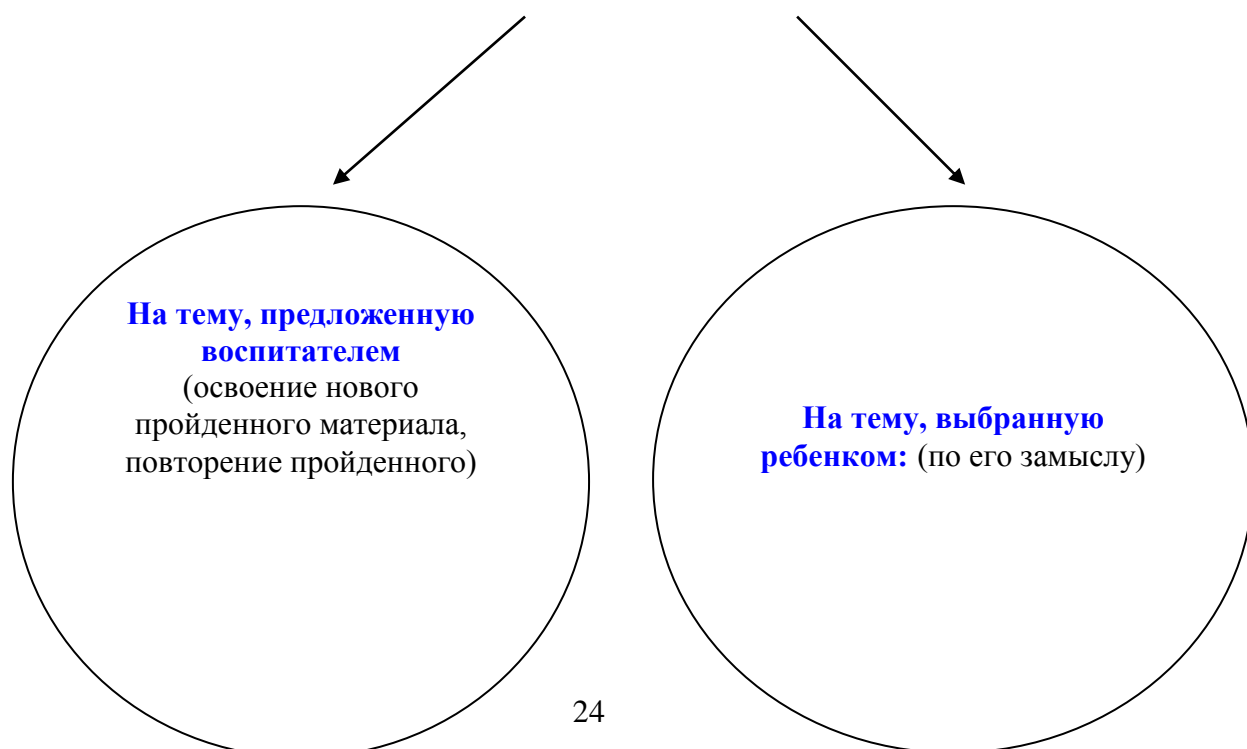 На тему, предложенную
воспитателем
(освоение нового
пройденного материала,
повторение пройденного)
На тему, выбранную
ребенком: (по его замыслу)
24